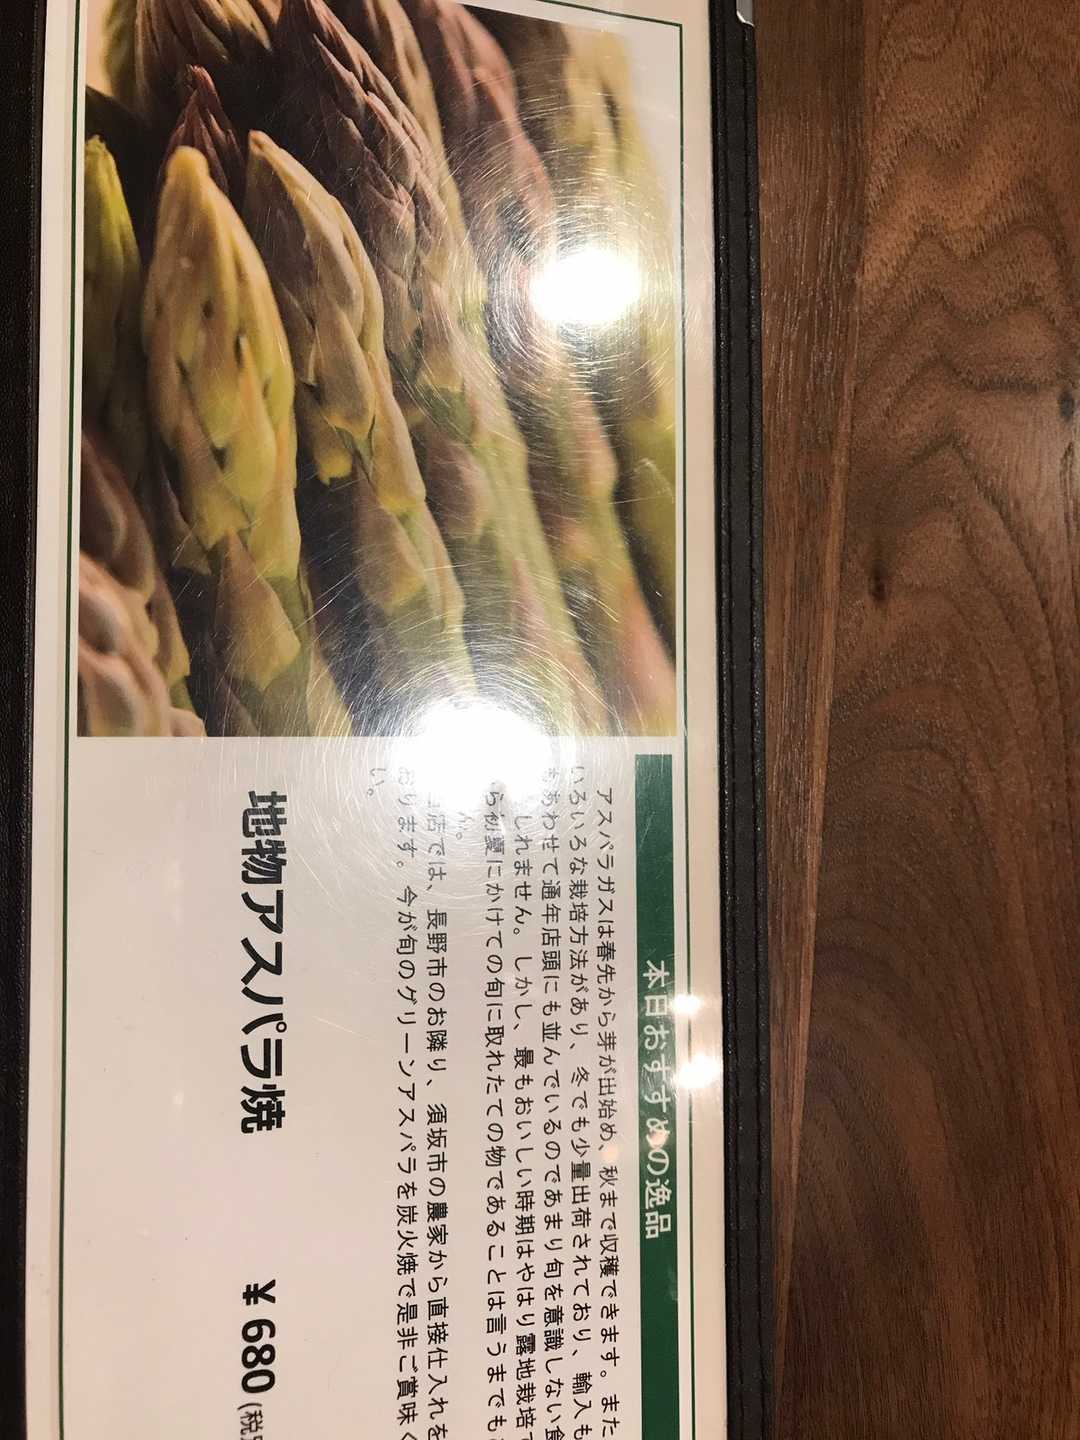 本日おすすめの逸品
アスパラガスは春先から芽が出始め、秋まで収穫できます。また
いろいろな栽培方法があり、冬でも少量出荷されており、輸入も
もあわせて通年店頭にも並んでいるのであまり旬を意識しない食
しれません。しかし、最もおいしい時期はやはり露地栽培で
ら初夏にかけての旬に取れたての物であることは言うまでも
ん。
店では、長野市のお隣り、須坂市の農家から直接仕入れを
おります。今が旬のグリーンアスパラを炭火焼で是非ご賞味く
い。
地物アスパラ焼
¥680(税